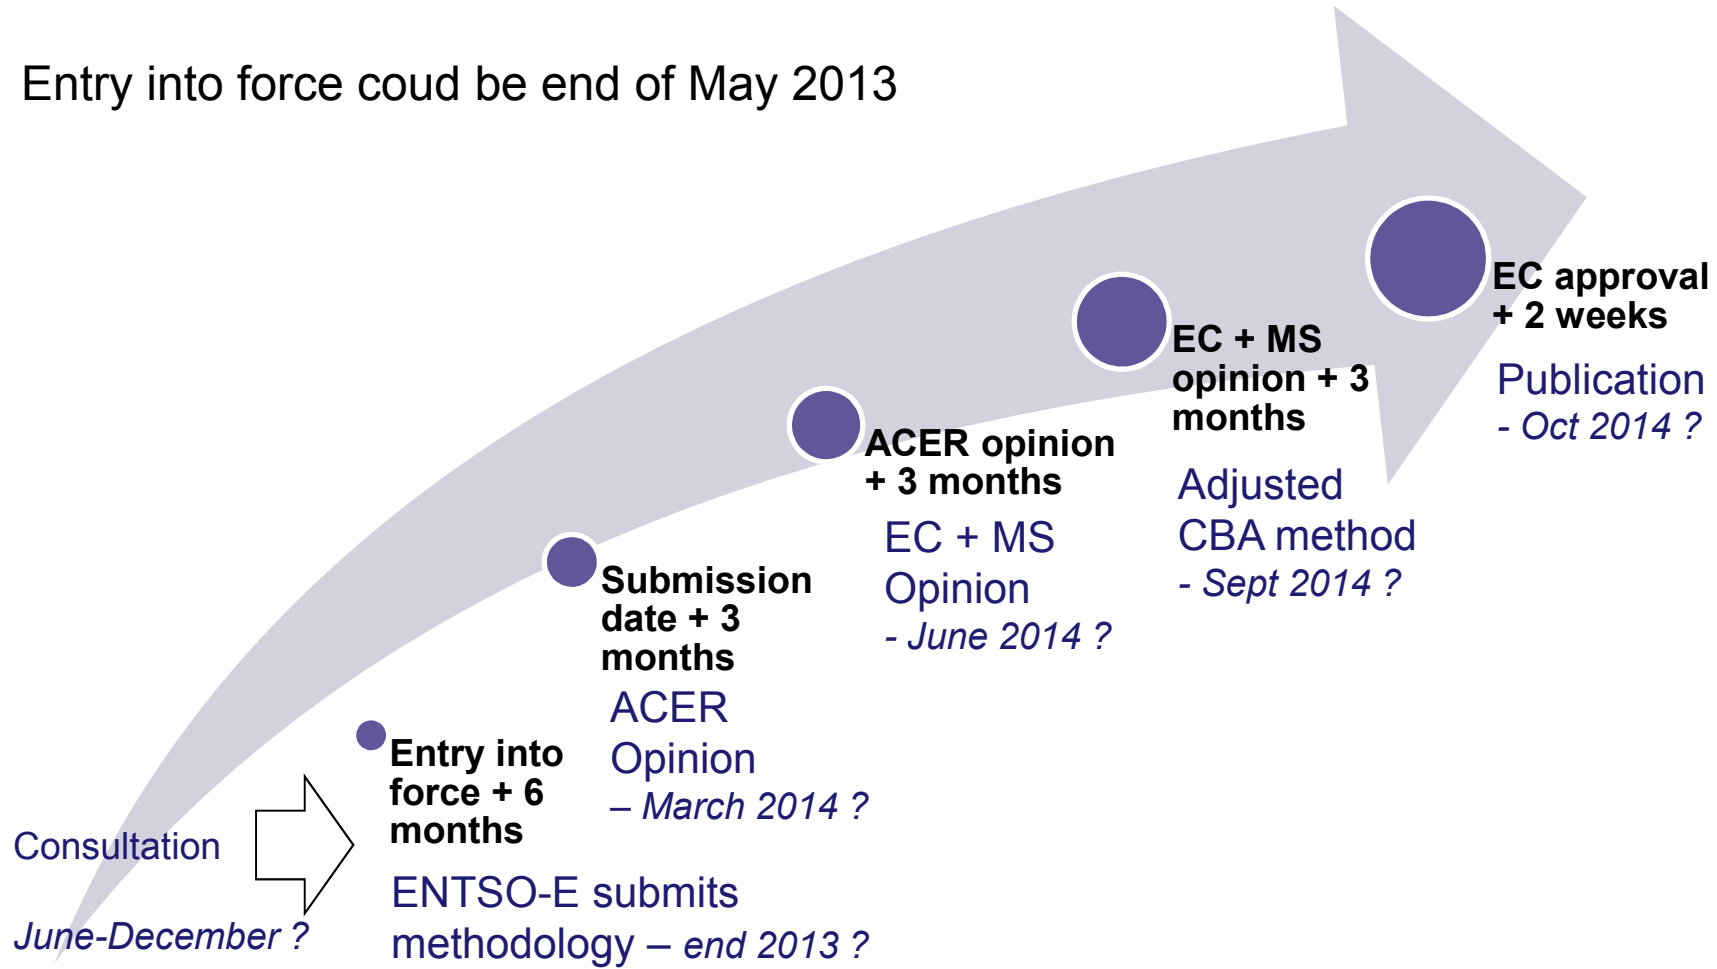 Entry into force coud be end of May 2013
Consultation
June-December ?
Entry into
force + 6
months
ENTSO-E submits
methodology – end 2013 ?
Submission
date + 3
months
ACER
Opinion
– March 2014 ?
ACER opinion
+ 3 months
EC + MS
Opinion
- June 2014 ?
EC + MS
opinion + 3
months
Adjusted
CBA method
- Sept 2014 ?
EC approval
+ 2 weeks
Publication
- Oct 2014 ?